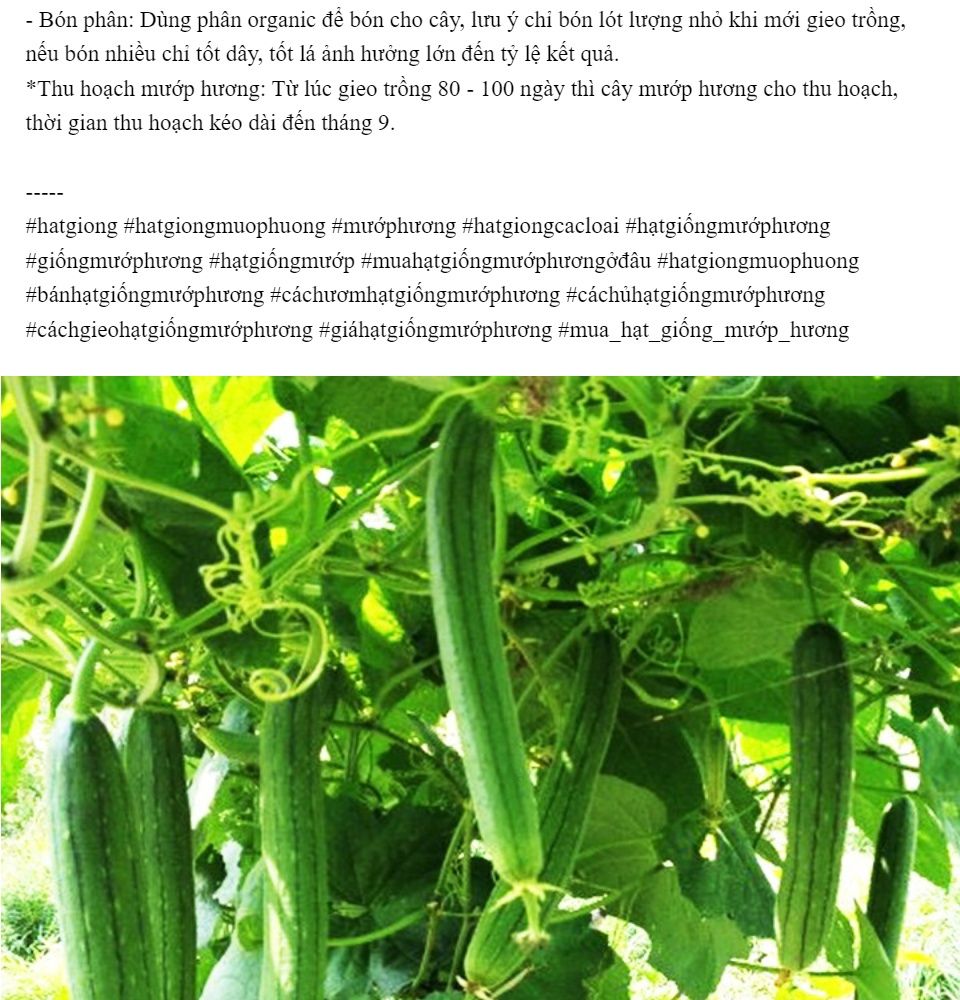 - Bón phân: Dùng phân organic để bón cho cây, lưu ý chỉ bón lót lượng nhỏ khi mới gieo trồng,
nếu bón nhiều chỉ tốt dây, tốt lá ảnh hưởng lớn đến tỷ lệ kết quả.
*Thu hoạch mướp hương: Từ lúc gieo trồng 80 - 100 ngày thì cây mướp hương cho thu hoạch,
thời gian thu hoạch kéo dài đến tháng 9.
-----
#hatgiong #hatgiongmuophuong #mướphương #hatgiongcacloai #hạtgiốngmướphương
#giốngmướphương #hạtgiốngmướp #muahạtgiốngmướphươngởđâu #hatgiongmuophuong
#bánhạtgiốngmướphương #cáchươmhạtgiốngmướphương #cáchủhạtgiốngmướphương
#cáchgieohạtgiốngmướphương #giáhạtgiốngmướphương #mua_hạt_giống_mướp_hương